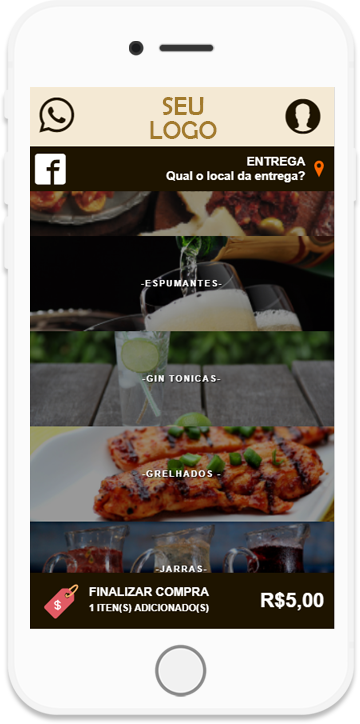 SEU
LOGO
ENTREGA
Qual o local da entrega?
-ESPUMANTES-
-GIN TONICAS-
-GRELHADOS -
-JARRAS-
$
FINALIZAR COMPRA
1 ITEN(S) ADICIONADO(S)
R$5,00